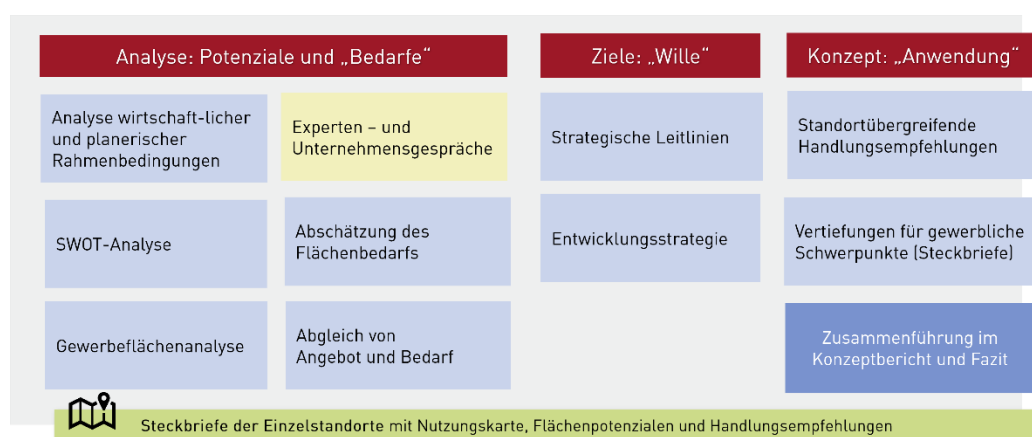 Analyse: Potenziale und „Bedarfe“
Analyse wirtschaft-licher
und planerischer
Rahmenbedingungen
Experten – und
Unternehmensgespräche
SWOT-Analyse
Abschätzung des
Flächenbedarfs
Gewerbeflächenanalyse
Abgleich von
Angebot und Bedarf
Ziele: „Wille“
Strategische Leitlinien
Entwicklungsstrategie
Konzept: „Anwendung“
Standortübergreifende
Handlungsempfehlungen
Vertiefungen für gewerbliche
Schwerpunkte (Steckbriefe)
Zusammenführung im
Konzeptbericht und Fazit
Steckbriefe der Einzelstandorte mit Nutzungskarte, Flächenpotenzialen und Handlungsempfehlungen